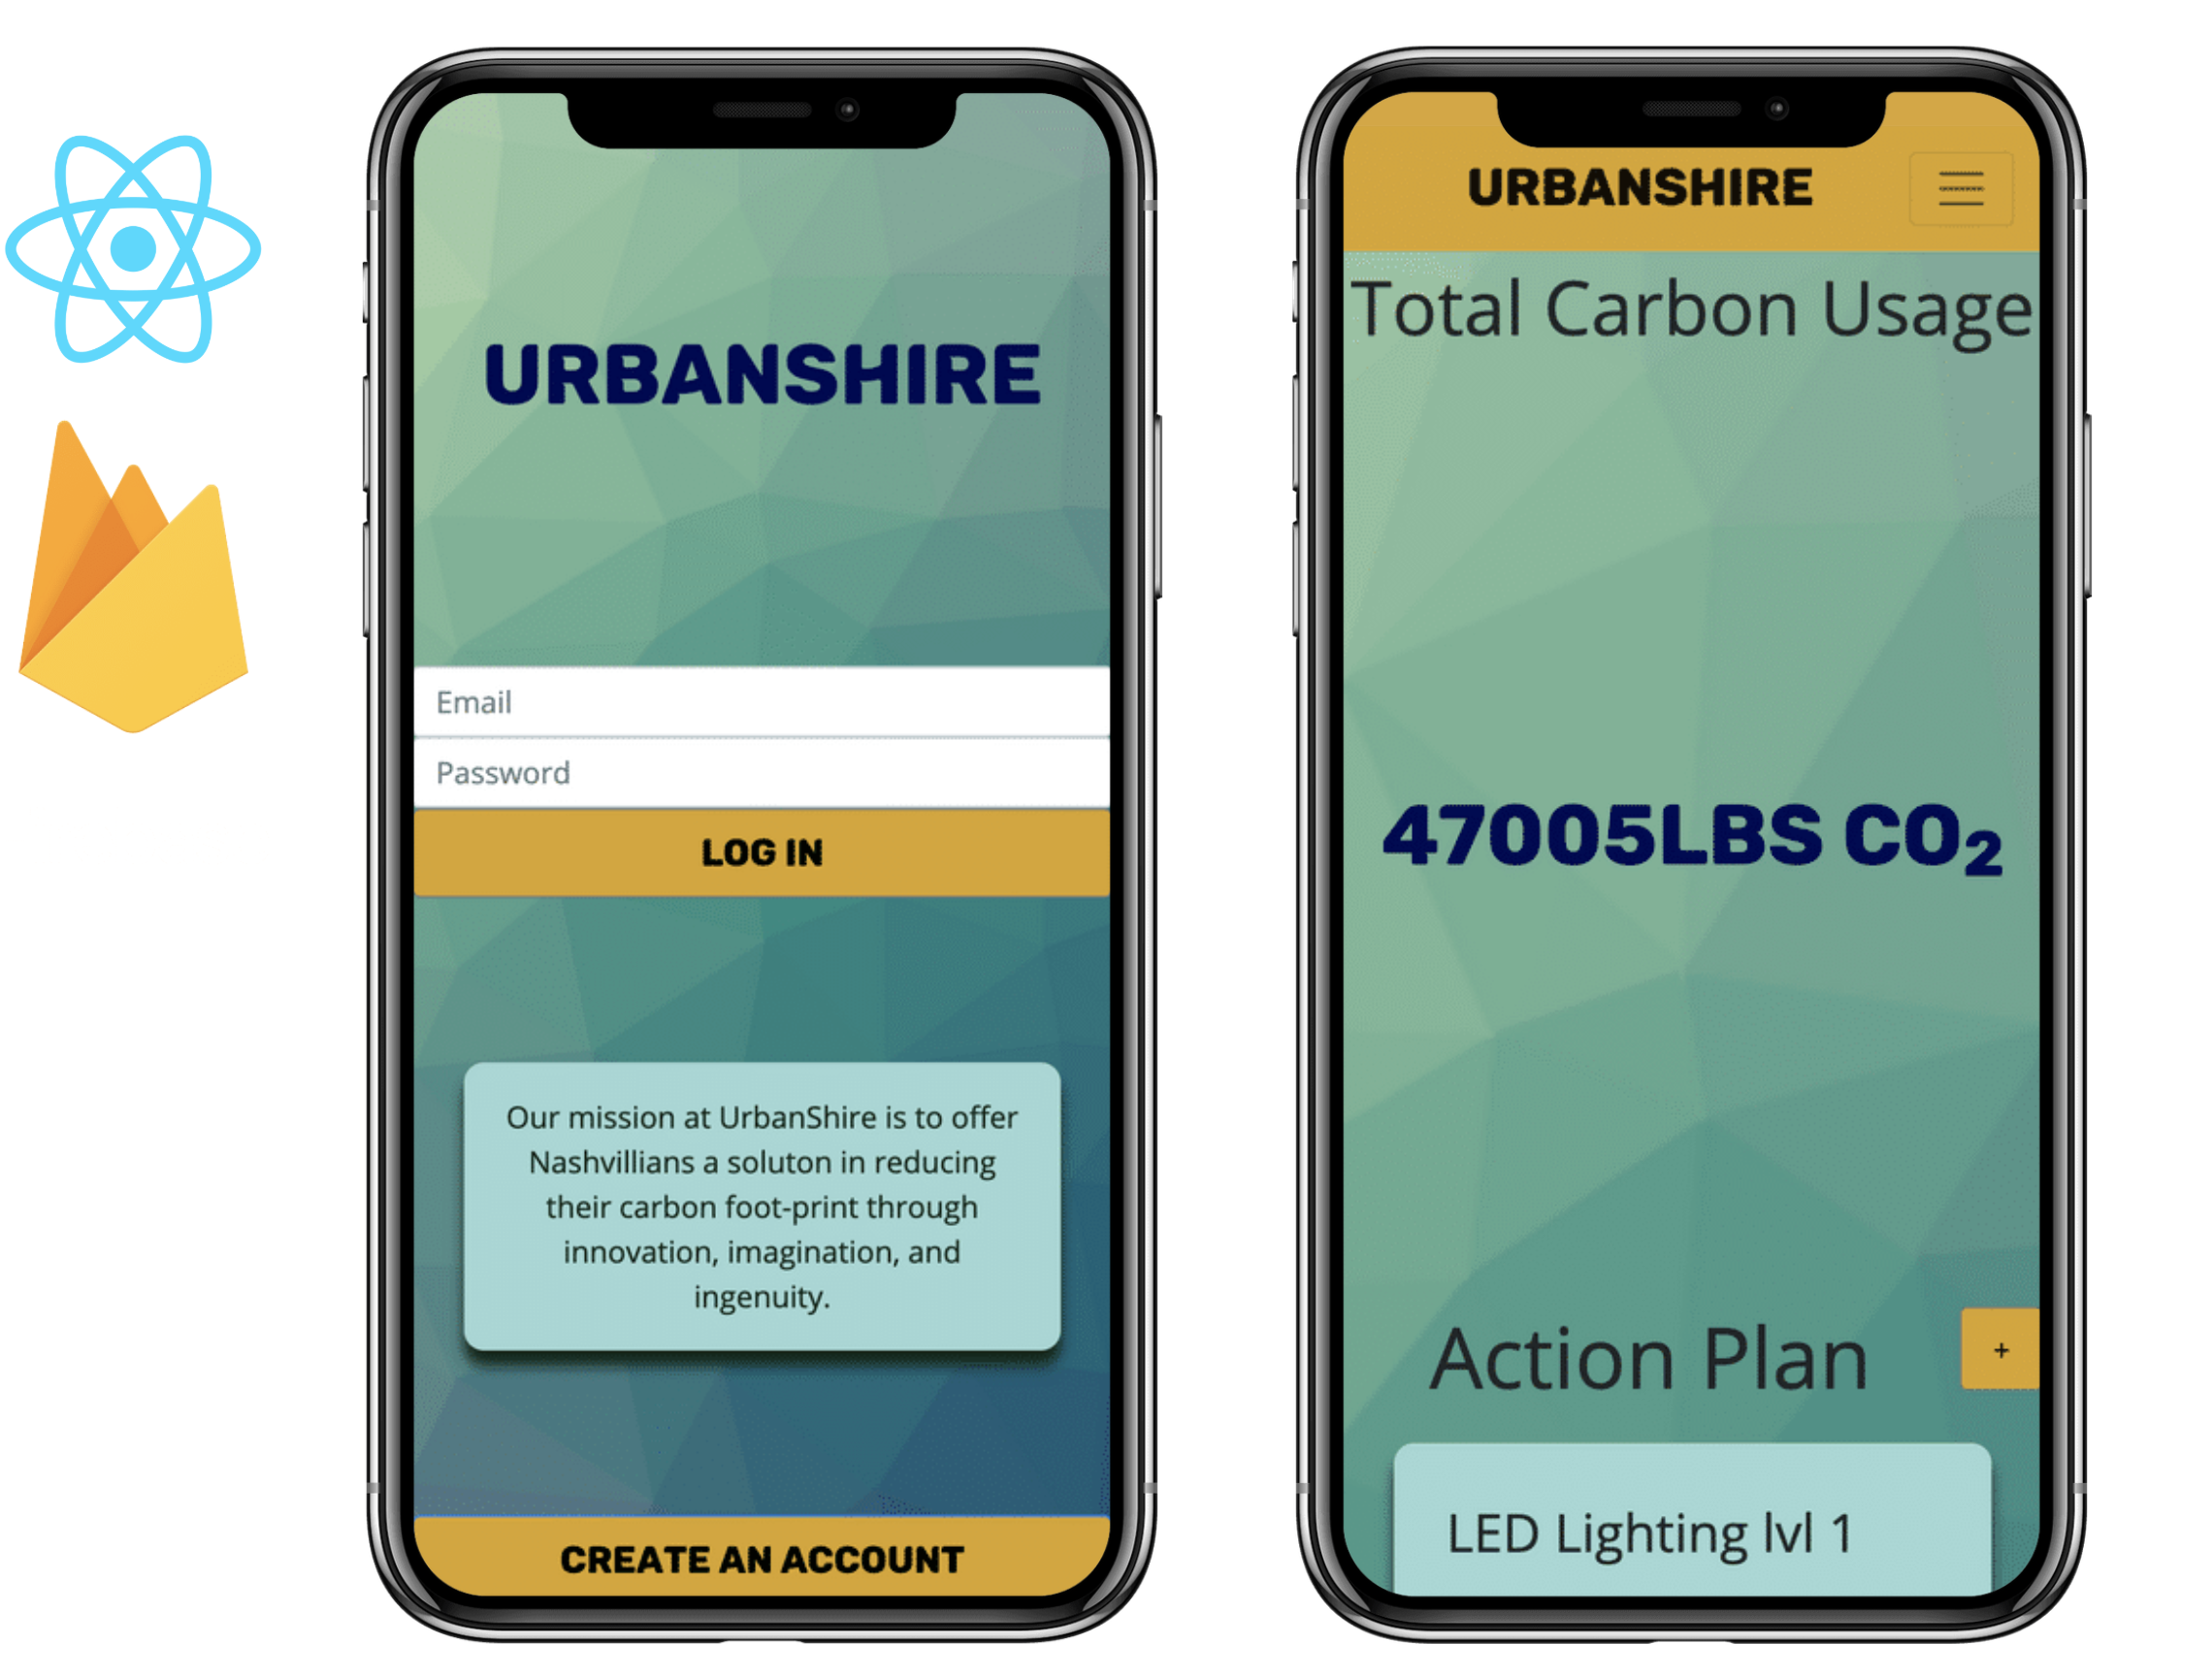 URBANSHIRE
Email
Password
LOG IN
Our mission at UrbanShire is to offer
Nashvillians a soluton in reducing
their carbon foot-print through
innovation, imagination, and
ingenuity.
CREATE AN ACCOUNT
URBANSHIRE
Total Carbon Usage
47005LBS CO₂
Action Plan
+
LED Lighting lvl 1